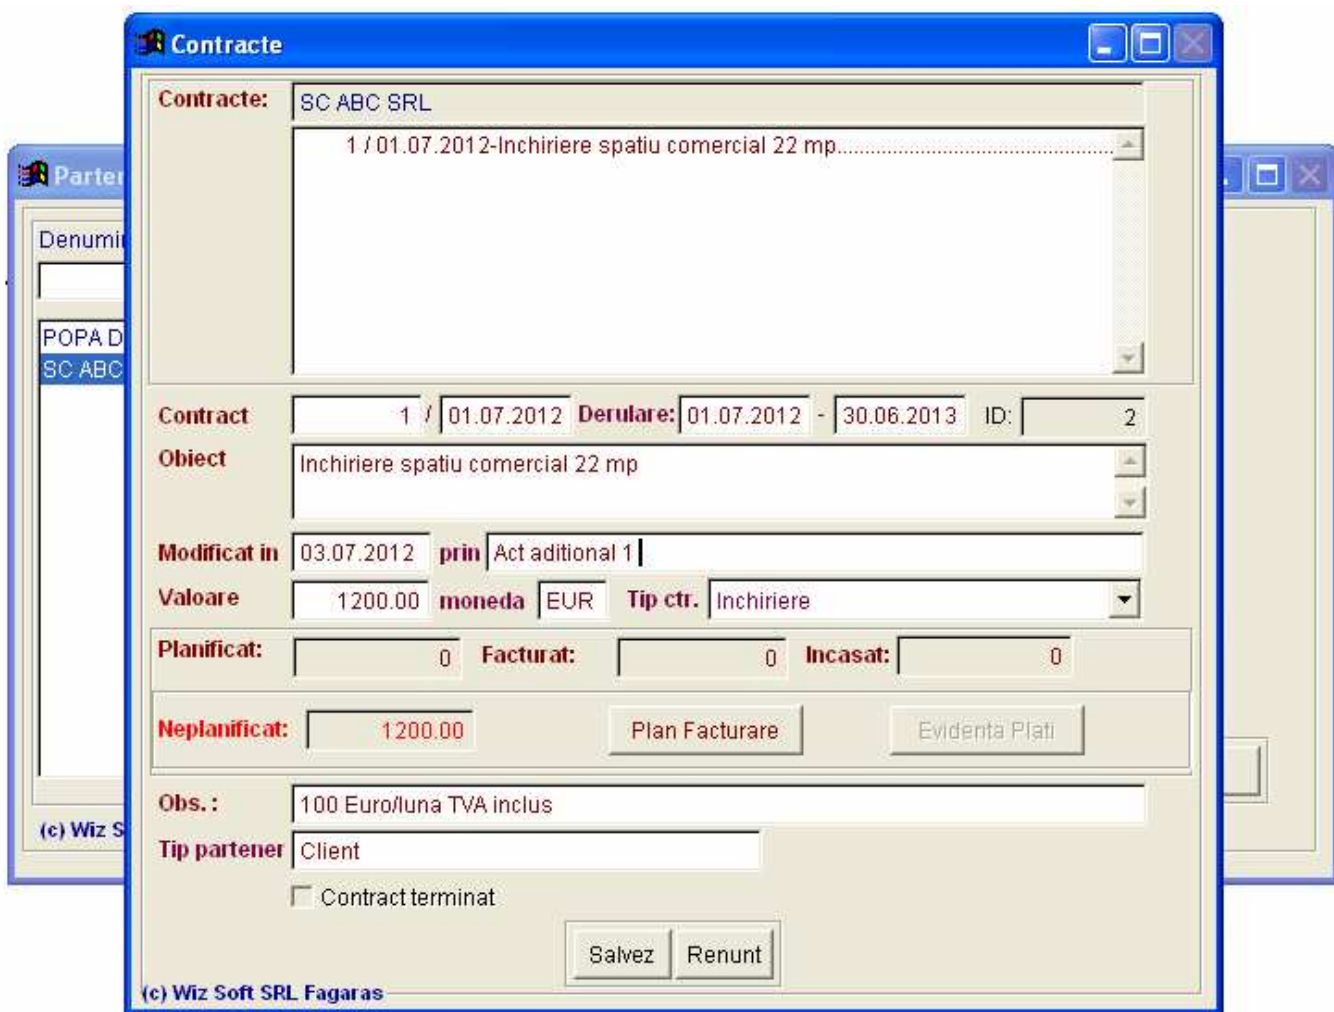 Contracte
Contracte: SC ABC SRL
1 / 01.07.2012-Inchiriere spatiu comercial 22 mp..................................................
Parter
Denumi
POPA D
SC ABC
Contract 1 / 01.07.2012 Derulare: 01.07.2012 - 30.06.2013 ID: 2
Obiect Inchiriere spatiu comercial 22 mp
Modificat in 03.07.2012 prin Act aditional 1
Valoare 1200.00 moneda EUR Tip ctr. Inchiriere
Planificat: 0 Facturat: 0 Incasat: 0
Neplanificat: 1200.00 Plan Facturare Evidenta Plati
Obs. : 100 Euro/luna TVA inclus
(c) Wiz S
Tip partener Client
Contract terminat
Salvez Renunt
(c) Wiz Soft SRL Fagaras